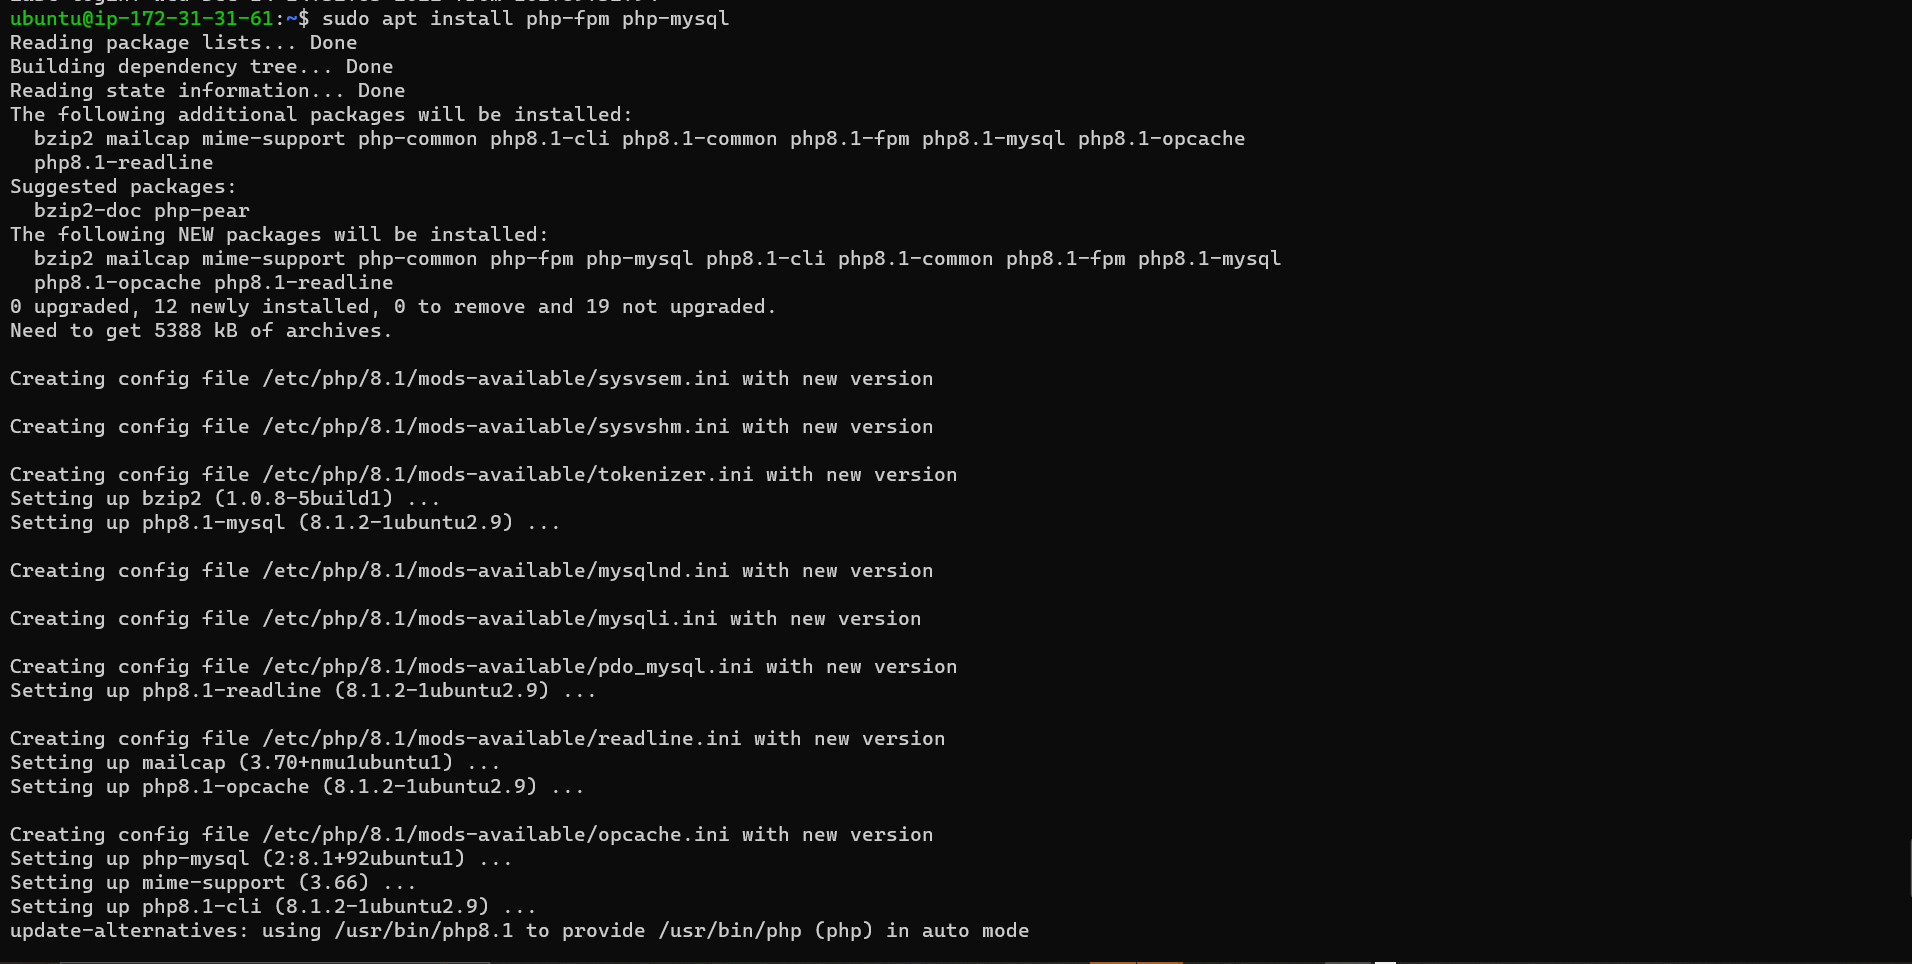 ubuntu@ip-172-31-31-61:~$ sudo apt install php-fpm php-mysql
Reading package lists... Done
Building dependency tree... Done
Reading state information... Done
The following additional packages will be installed:
  bzip2 mailcap mime-support php-common php8.1-cli php8.1-common php8.1-fpm php8.1-mysql php8.1-opcache
  php8.1-readline
Suggested packages:
  bzip2-doc php-pear
The following NEW packages will be installed:
  bzip2 mailcap mime-support php-common php-fpm php-mysql php8.1-cli php8.1-common php8.1-fpm php8.1-mysql
  php8.1-opcache php8.1-readline
0 upgraded, 12 newly installed, 0 to remove and 19 not upgraded.
Need to get 5388 kB of archives.

Creating config file /etc/php/8.1/mods-available/sysvsem.ini with new version

Creating config file /etc/php/8.1/mods-available/sysvshm.ini with new version

Creating config file /etc/php/8.1/mods-available/tokenizer.ini with new version
Setting up bzip2 (1.0.8-5build1) ...
Setting up php8.1-mysql (8.1.2-1ubuntu2.9) ...

Creating config file /etc/php/8.1/mods-available/mysqlnd.ini with new version

Creating config file /etc/php/8.1/mods-available/mysqli.ini with new version

Creating config file /etc/php/8.1/mods-available/pdo_mysql.ini with new version
Setting up php8.1-readline (8.1.2-1ubuntu2.9) ...

Creating config file /etc/php/8.1/mods-available/readline.ini with new version
Setting up mailcap (3.70+nmu1ubuntu1) ...
Setting up php8.1-opcache (8.1.2-1ubuntu2.9) ...

Creating config file /etc/php/8.1/mods-available/opcache.ini with new version
Setting up php-mysql (2:8.1+92ubuntu1) ...
Setting up mime-support (3.66) ...
Setting up php8.1-cli (8.1.2-1ubuntu2.9) ...
update-alternatives: using /usr/bin/php8.1 to provide /usr/bin/php (php) in auto mode